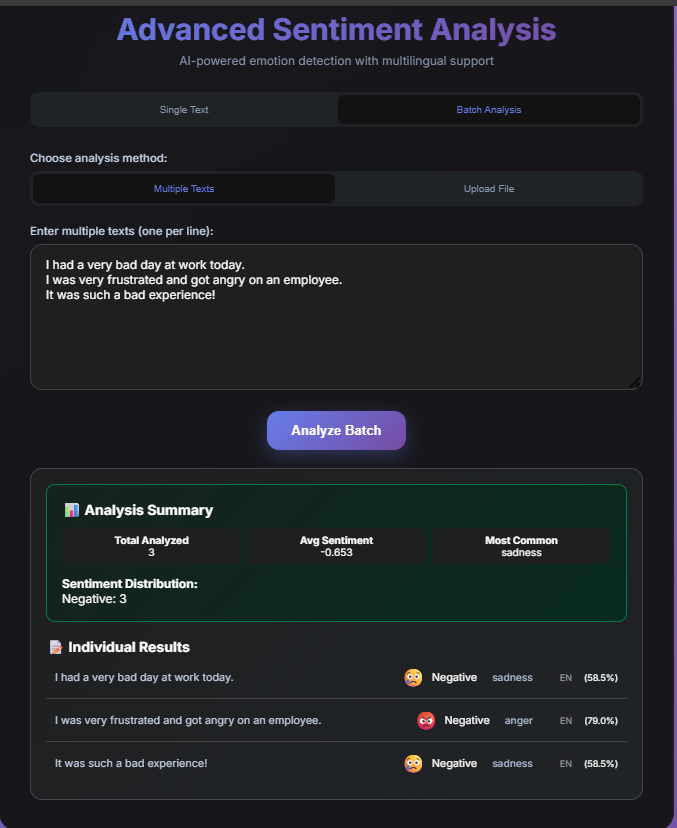 Advanced Sentiment Analysis
AI-powered emotion detection with multilingual support
Single Text
Batch Analysis
Choose analysis method:
Multiple Texts
Upload File
Enter multiple texts (one per line):
I had a very bad day at work today.
I was very frustrated and got angry on an employee.
It was such a bad experience!
Analyze Batch
Analysis Summary
Total Analyzed
3
Avg Sentiment
-0.653
Most Common
sadness
Sentiment Distribution:
Negative: 3
Individual Results
I had a very bad day at work today. Negative sadness EN (58.5%)
I was very frustrated and got angry on an employee. Negative anger EN (79.0%)
It was such a bad experience! Negative sadness EN (58.5%)